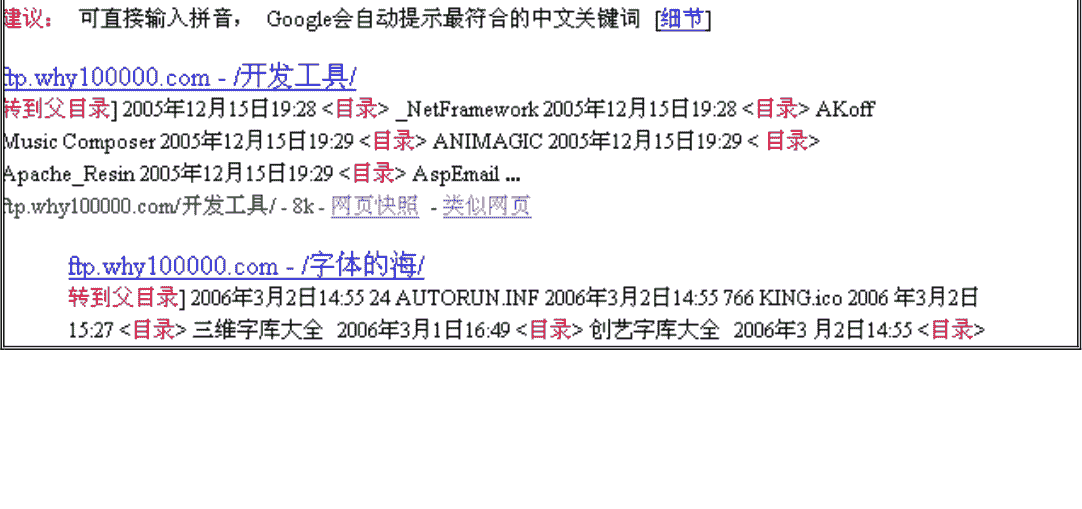 建议： 可直接输入拼音， Google会自动提示最符合的中文关键词 [细节]
ftp.why100000.com - /开发工具/
转到父目录] 2005年12月15日19:28 <目录> _NetFramework 2005年12月15日19:28 <目录> AKoff
Music Composer 2005年12月15日19:29 <目录> ANIMAGIC 2005年12月15日19:29 < 目录>
Apache_Resin 2005年12月15日19:29 <目录> AspEmail ...
ftp.why100000.com/开发工具/ - 8k - 网页快照 - 类似网页
ftp.why100000.com - /字体的海/
转到父目录] 2006年3月2日14:55 24 AUTORUN.INF 2006年3月2日14:55 766 KING.ico 2006 年3月2日
15:27 <目录> 三维字库大全 2006年3月1日16:49 <目录> 创艺字库大全 2006年3 月2日14:55 <目录>